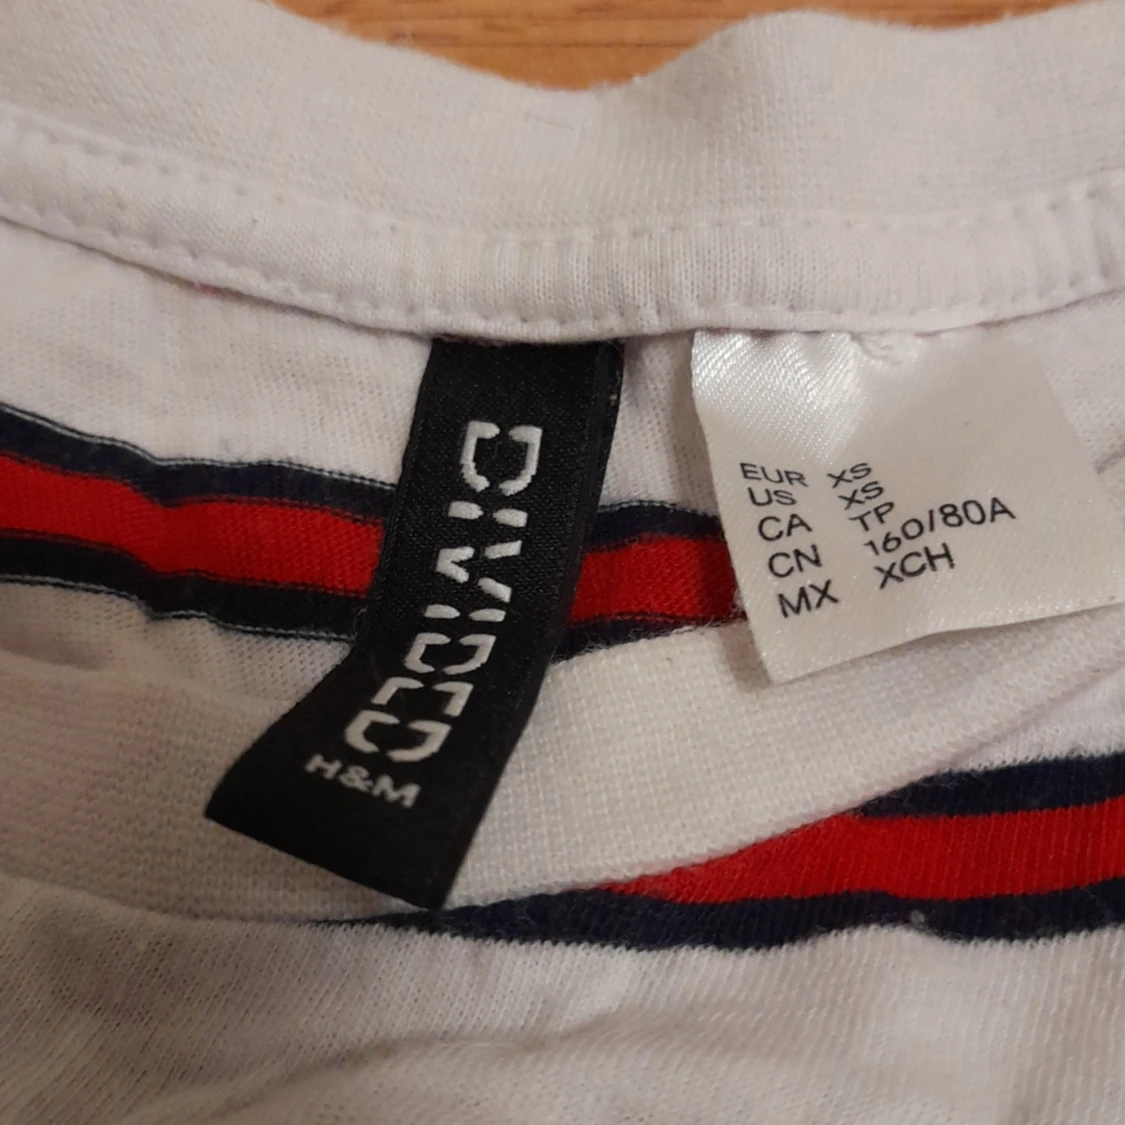 DIVIDED
H&M
EUR XS
US XS
CA TP
CN 160/80A
MX XCH